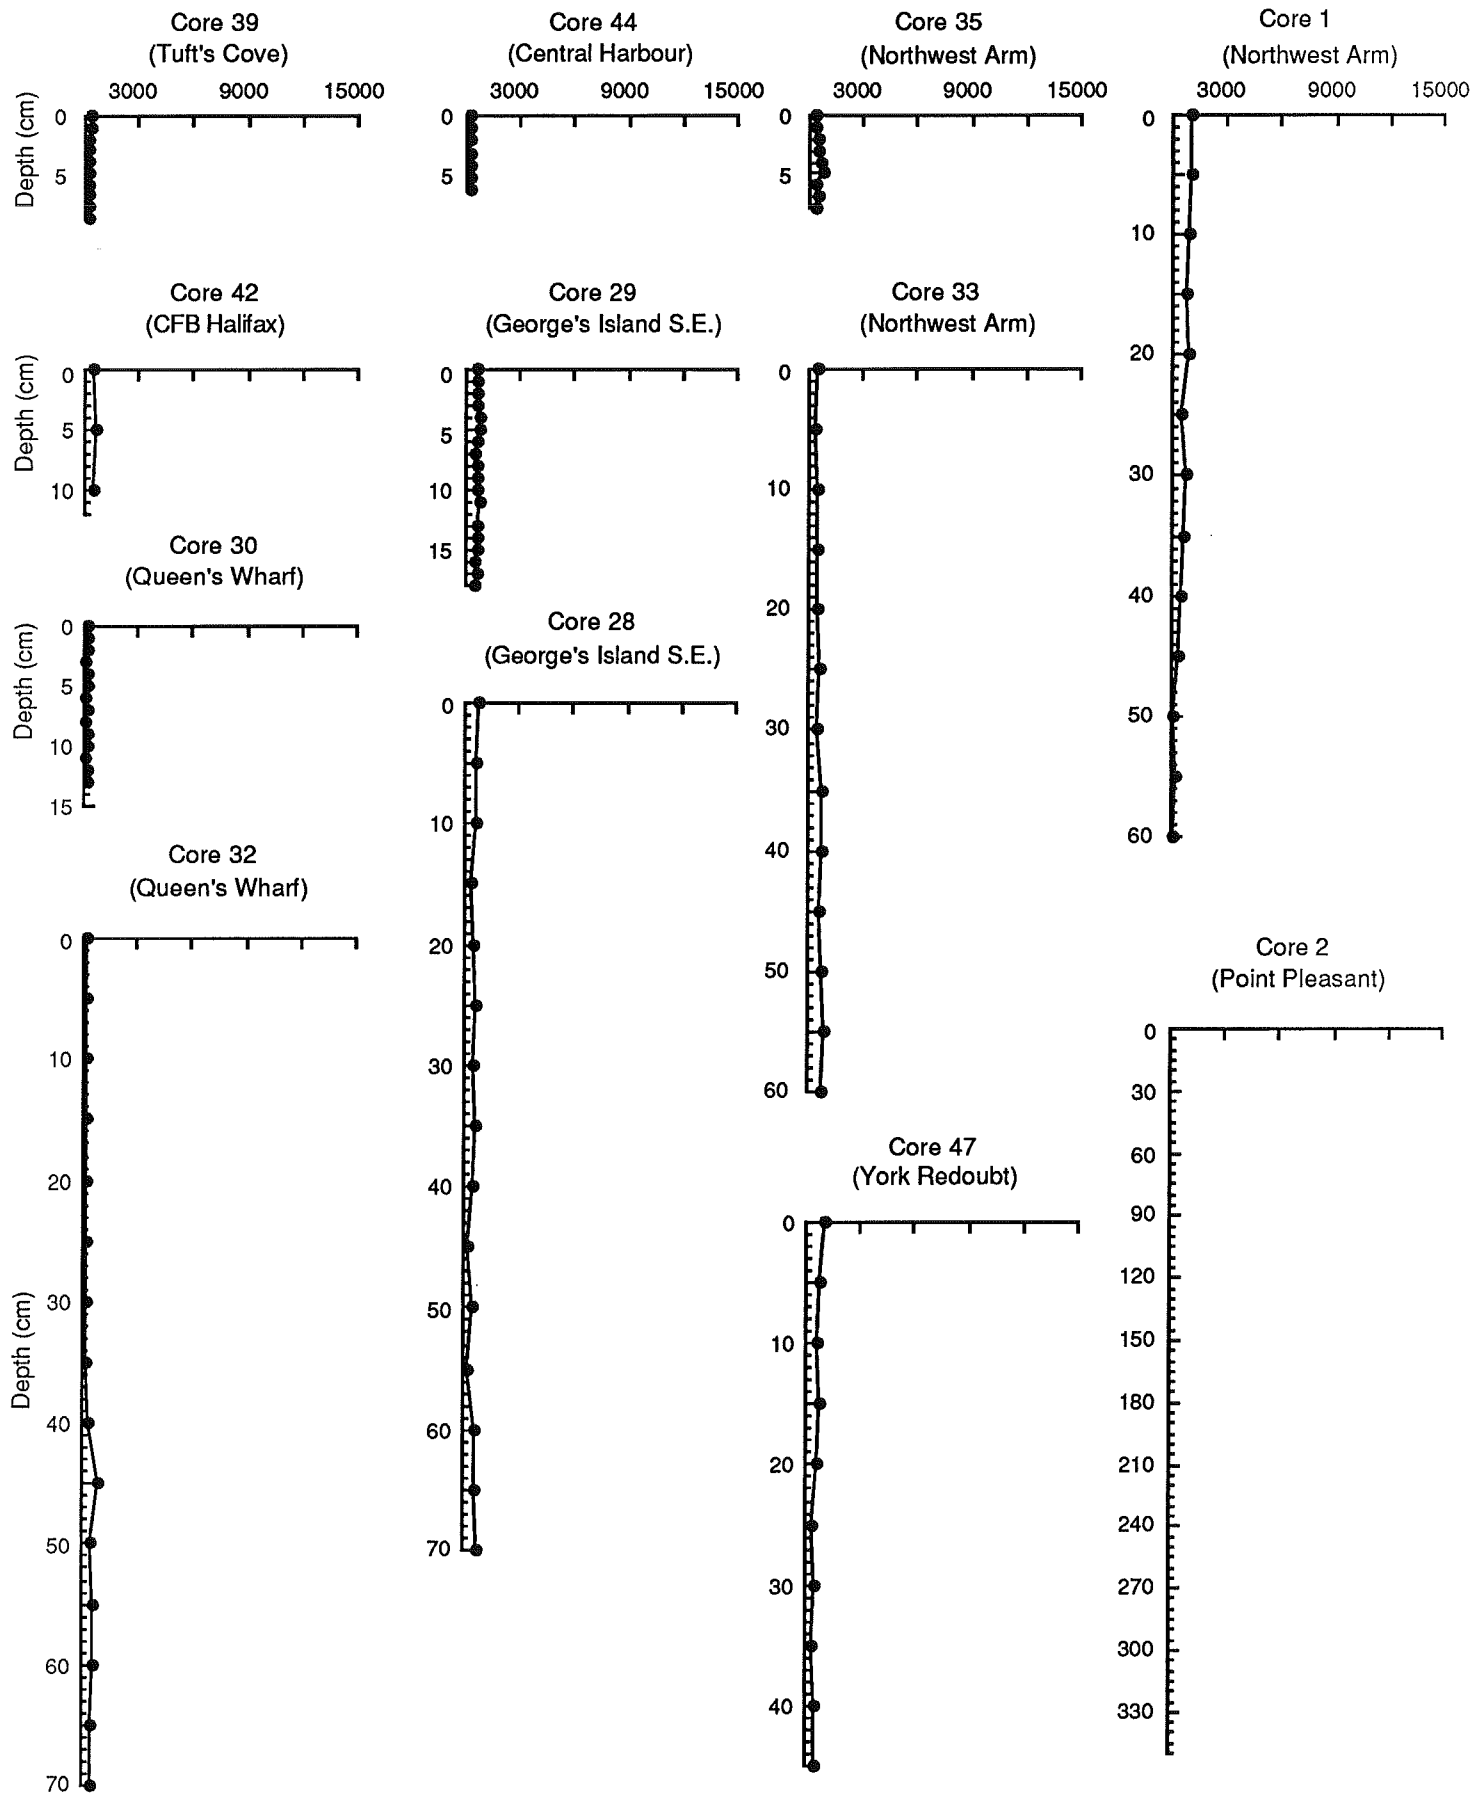 Core 39
(Tuft's Cove)
3000 9000 15000
Depth (cm)
0
5
Core 42
(CFB Halifax)
Depth (cm)
0
5
10
Core 30
(Queen's Wharf)
Depth (cm)
0
5
10
15
Core 32
(Queen's Wharf)
Depth (cm)
0
10
20
30
40
50
60
70
Core 44
(Central Harbour)
3000 9000 15000
0
5
Core 29
(George's Island S.E.)
0
5
10
15
Core 28
(George's Island S.E.)
0
10
20
30
40
50
60
70
Core 35
(Northwest Arm)
3000 9000 15000
0
5
Core 33
(Northwest Arm)
0
10
20
30
40
50
60
Core 47
(York Redoubt)
0
10
20
30
40
Core 1
(Northwest Arm)
3000 9000 15000
0
10
20
30
40
50
60
Core 2
(Point Pleasant)
0
30
60
90
120
150
180
210
240
270
300
330